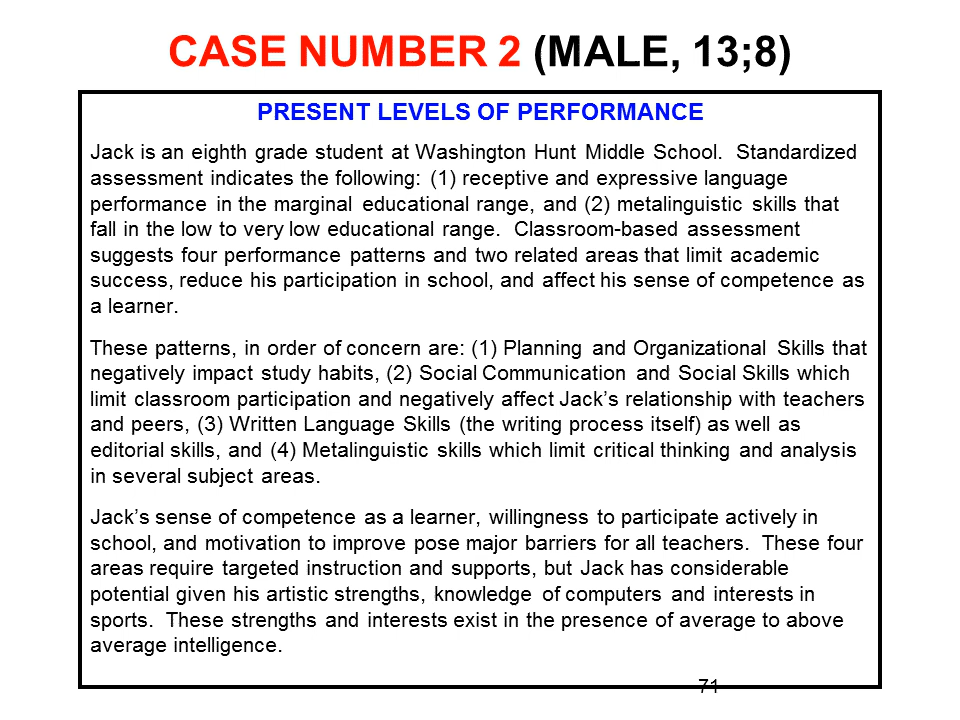 CASE NUMBER 2 (MALE, 13;8)
PRESENT LEVELS OF PERFORMANCE
Jack is an eighth grade student at Washington Hunt Middle School.  Standardized
assessment indicates the following: (1) receptive and expressive language
performance in the marginal educational range, and (2) metalinguistic skills that
fall in the low to very low educational range.  Classroom-based assessment
suggests four performance patterns and two related areas that limit academic
success, reduce his participation in school, and affect his sense of competence as
a learner.
These patterns, in order of concern are: (1) Planning and Organizational Skills that
negatively impact study habits, (2) Social Communication and Social Skills which
limit classroom participation and negatively affect Jack’s relationship with teachers
and peers, (3) Written Language Skills (the writing process itself) as well as
editorial skills, and (4) Metalinguistic skills which limit critical thinking and analysis
in several subject areas.
Jack’s sense of competence as a learner, willingness to participate actively in
school, and motivation to improve pose major barriers for all teachers.  These four
areas require targeted instruction and supports, but Jack has considerable
potential given his artistic strengths, knowledge of computers and interests in
sports.  These strengths and interests exist in the presence of average to above
average intelligence.
71